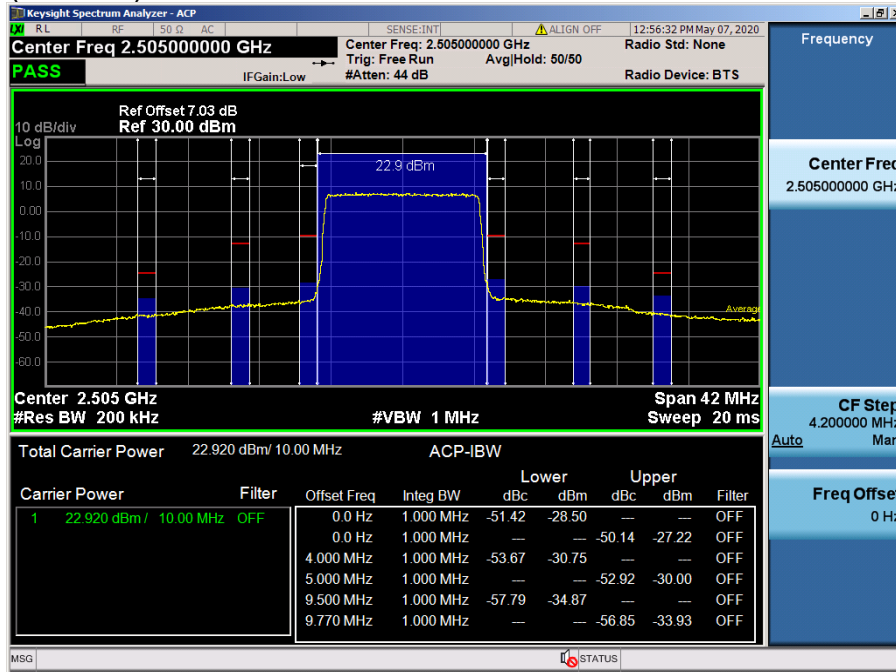 Keysight Spectrum Analyzer - ACP
LXI RL RF 50 Ω AC SENSE:INT ALIGN OFF 12:56:32 PM May 07, 2020
Center Freq 2.505000000 GHz Center Freq: 2.505000000 GHz Radio Std: None Frequency
Trig: Free Run Avg|Hold: 50/50
PASS IFGain:Low #Atten: 44 dB Radio Device: BTS
Ref Offset 7.03 dB
10 dB/div Ref 30.00 dBm
Log
20.0 22.9 dBm Center Freq
10.0 2.505000000 GHz
0.00
-10.0
-20.0
-30.0
-40.0 Average
-50.0
-60.0
Center 2.505 GHz Span 42 MHz CF Step
#Res BW 200 kHz #VBW 1 MHz Sweep 20 ms 4.200000 MHz
Auto Man
Total Carrier Power 22.920 dBm/ 10.00 MHz ACP-IBW
Lower Upper
Carrier Power Filter Offset Freq Integ BW dBc dBm dBc dBm Filter Freq Offset
1 22.920 dBm / 10.00 MHz OFF 0.0 Hz 1.000 MHz -51.42 -28.50 --- --- OFF 0 Hz
0.0 Hz 1.000 MHz --- --- -50.14 -27.22 OFF
4.000 MHz 1.000 MHz -53.67 -30.75 --- --- OFF
5.000 MHz 1.000 MHz --- --- -52.92 -30.00 OFF
9.500 MHz 1.000 MHz -57.79 -34.87 --- --- OFF
9.770 MHz 1.000 MHz --- --- -56.85 -33.93 OFF
MSG STATUS